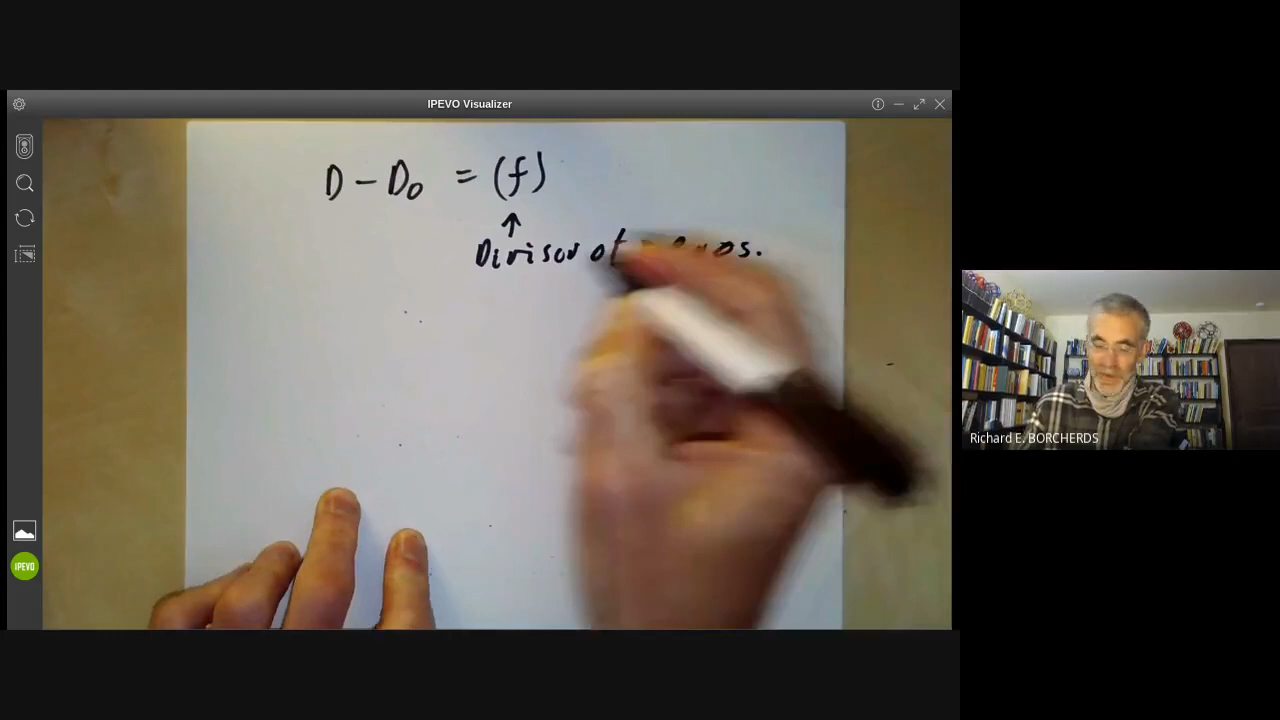 IPEVO Visualizer
D - D₀ = (f)
↑
Divisor of
IPEVO
Richard E. BORCHERDS